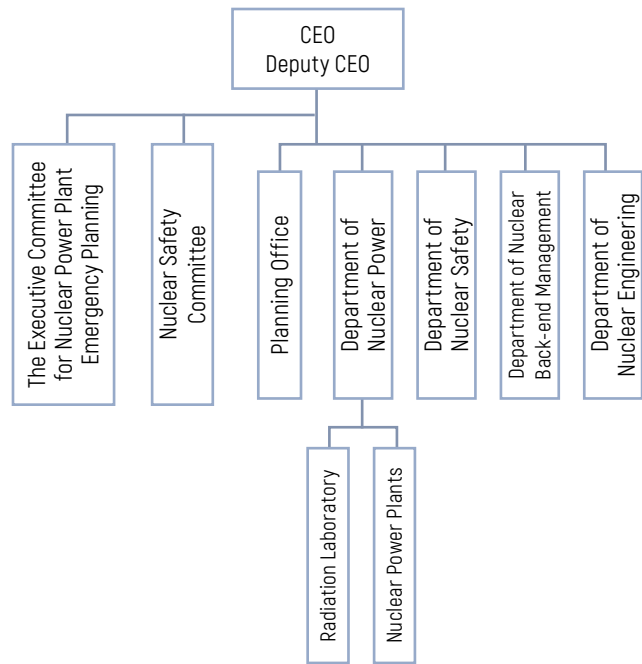 CEO
Deputy CEO
The Executive Committee
for Nuclear Power Plant
Emergency Planning
Nuclear Safety
Committee
Planning Office
Department of
Nuclear Power
Department of
Nuclear Safety
Department of Nuclear
Back-end Management
Department of
Nuclear Engineering
Radiation Laboratory
Nuclear Power Plants